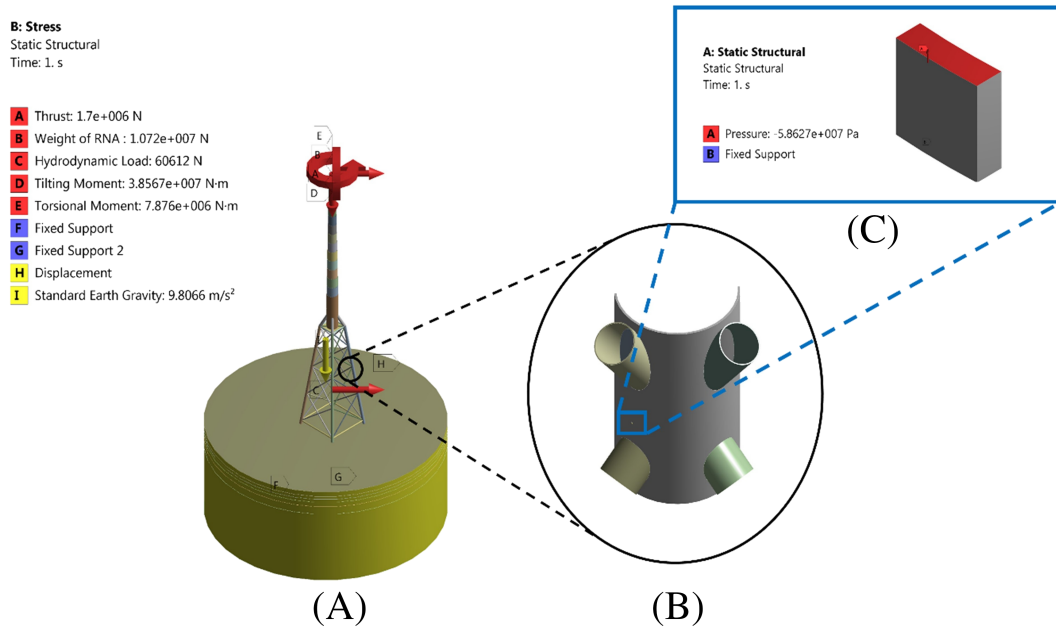 B: Stress
Static Structural
Time: 1. s
A Thrust: 1.7e+006 N
B Weight of RNA : 1.072e+007 N
C Hydrodynamic Load: 60612 N
D Tilting Moment: 3.8567e+007 N·m
E Torsional Moment: 7.876e+006 N·m
F Fixed Support
G Fixed Support 2
H Displacement
I Standard Earth Gravity: 9.8066 m/s²
E
B
A
D
H
C
F
G
(A)
(B)
A: Static Structural
Static Structural
Time: 1. s
A Pressure: -5.8627e+007 Pa
B Fixed Support
(C)